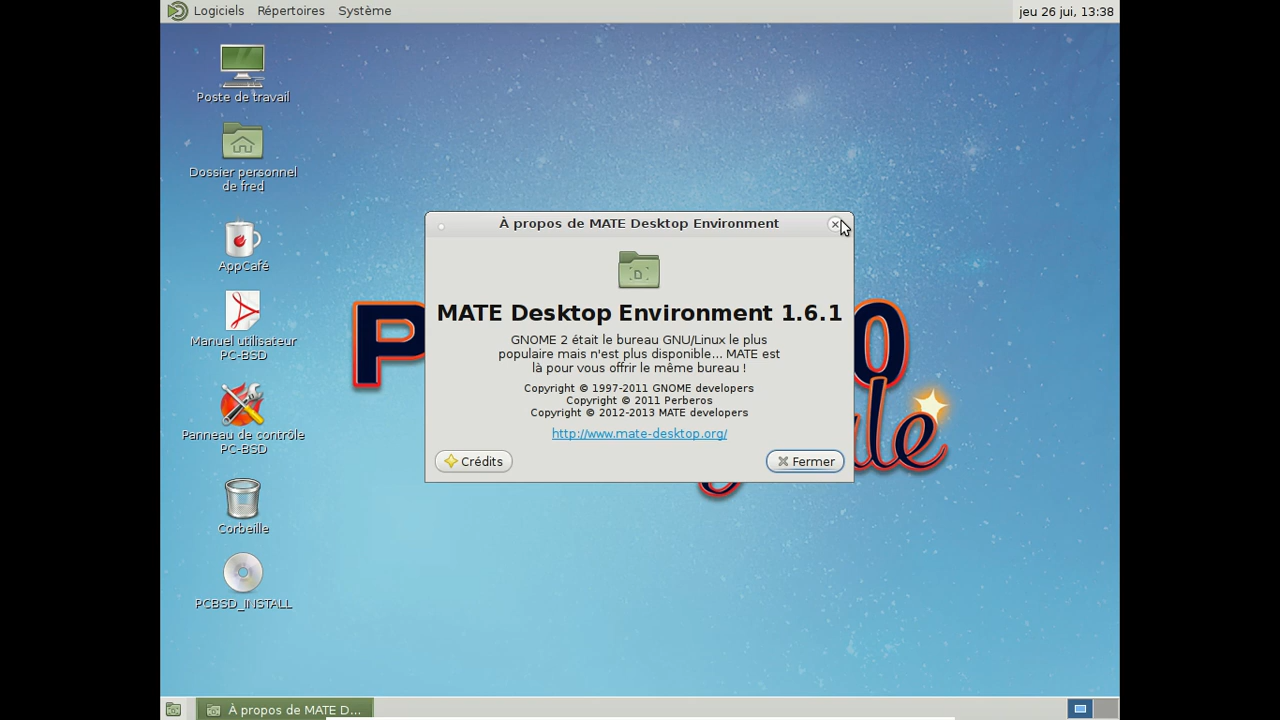 Logiciels Répertoires Système
jeu 26 jui, 13:38
Poste de travail
Dossier personnel
de fred
AppCafé
Manuel utilisateur
PC-BSD
Panneau de contrôle
PC-BSD
Corbeille
PCBSD_INSTALL
À propos de MATE Desktop Environment
MATE Desktop Environment 1.6.1
GNOME 2 était le bureau GNU/Linux le plus
populaire mais n'est plus disponible... MATE est
là pour vous offrir le même bureau !
Copyright © 1997-2011 GNOME developers
Copyright © 2011 Perberos
Copyright © 2012-2013 MATE developers
http://www.mate-desktop.org/
Crédits
Fermer
P
0
le
À propos de MATE D...